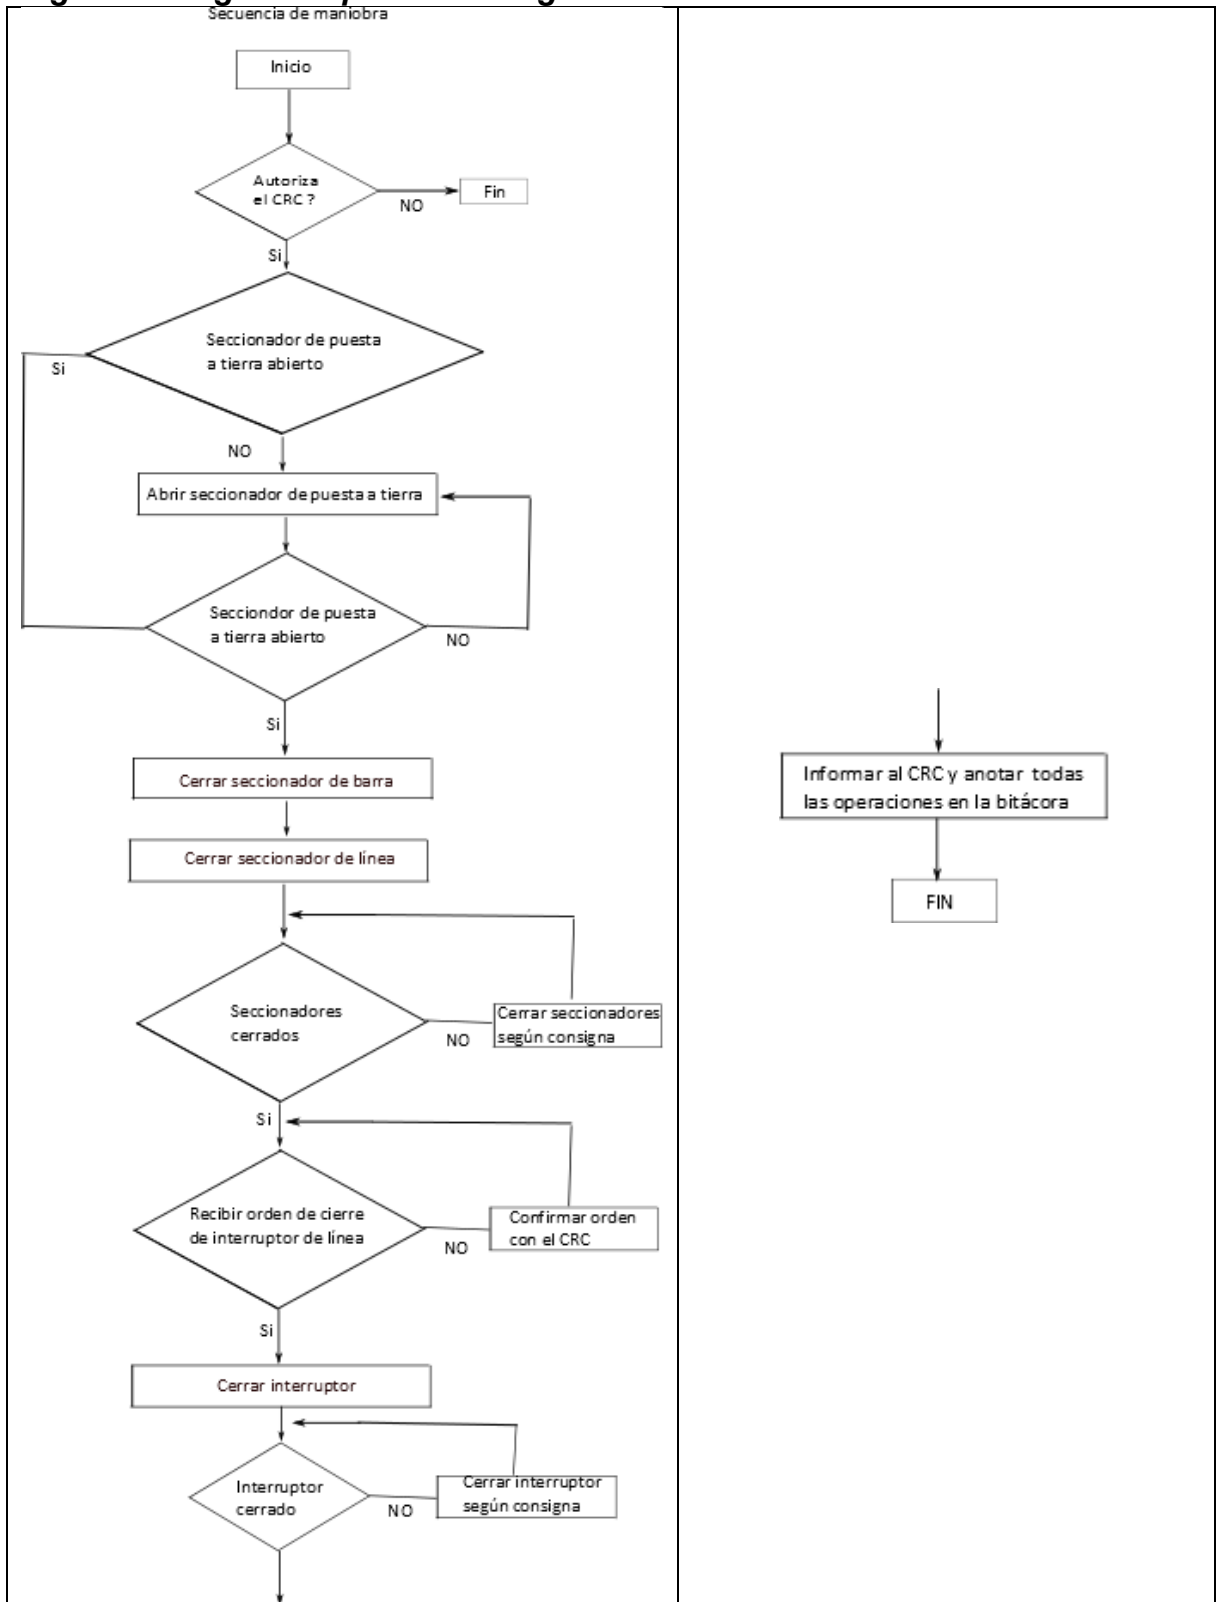 Secuencia de maniobra
Inicio
Autoriza
el CRC ?
NO
Fin
Si
Seccionador de puesta
a tierra abierto
Si
NO
Abrir seccionador de puesta a tierra
Secciondor de puesta
a tierra abierto
NO
Si
Cerrar seccionador de barra
Cerrar seccionador de línea
Seccionadores
cerrados
NO
Cerrar seccionadores
según consigna
Si
Recibir orden de cierre
de interruptor de línea
NO
Confirmar orden
con el CRC
Si
Cerrar interruptor
Interruptor
cerrado
NO
Cerrar interruptor
según consigna
Informar al CRC y anotar todas
las operaciones en la bitácora
FIN